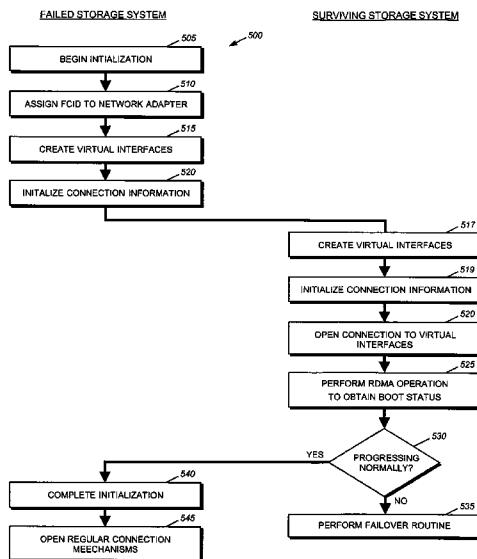 FAILED STORAGE SYSTEM
SURVIVING STORAGE SYSTEM
500
505
BEGIN INTIALIZATION
510
ASSIGN FCID TO NETWORK ADAPTER
515
CREATE VIRTUAL INTERFACES
520
INITALIZE CONNECTION INFORMATION
517
CREATE VIRTUAL INTERFACES
519
INITIALIZE CONNECTION INFORMATION
520
OPEN CONNECTION TO VIRTUAL
INTERFACES
525
PERFORM RDMA OPERATION
TO OBTAIN BOOT STATUS
530
PROGRESSING
NORMALLY?
YES
NO
540
COMPLETE INITIALIZATION
545
OPEN REGULAR CONNECTION
MEECHANISMS
535
PERFORM FAILOVER ROUTINE